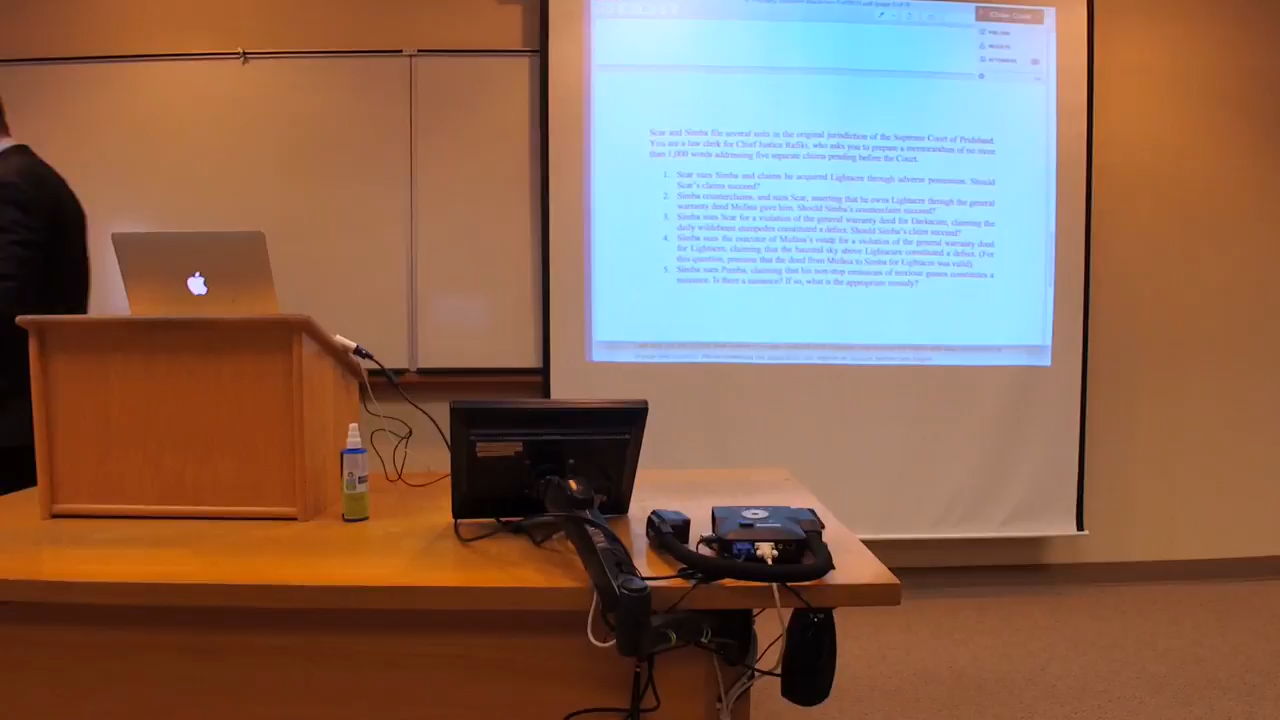 Scar and Simba file several suits in the original jurisdiction of the Supreme Court of Prideland.
You are a law clerk for Chief Justice Rafiki, who asks you to prepare a memorandum of no more
than 1,000 words addressing five separate claims pending before the Court.
1. Scar sues Simba and claims he acquired Lightacre through adverse possession. Should
Scar's claims succeed?
2. Simba counterclaims, and sues Scar, asserting that he owns Lightacre through the general
warranty deed Mufasa gave him. Should Simba's counterclaim succeed?
3. Simba sues Scar for a violation of the general warranty deed for Darkacre, claiming the
daily wildebeest stampedes constituted a defect. Should Simba's claim succeed?
4. Simba sues the executor of Mufasa's estate for a violation of the general warranty deed
for Lightacre, claiming that the haunted sky above Lightacre constituted a defect. (For
this question, presume that the deed from Mufasa to Simba for Lightacre was valid).
5. Simba sues Pumba, claiming that his non-stop emissions of noxious gasses constitutes a
nuisance. Is there a nuisance? If so, what is the appropriate remedy?